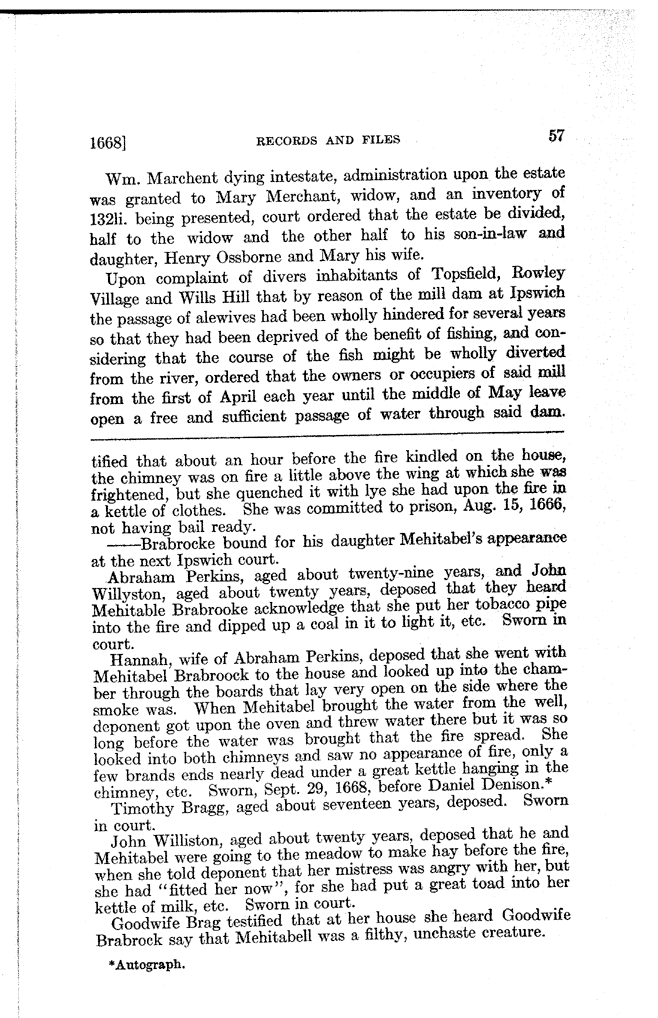 1668] RECORDS AND FILES 57
Wm. Marchent dying intestate, administration upon the estate
was granted to Mary Merchant, widow, and an inventory of
132li. being presented, court ordered that the estate be divided,
half to the widow and the other half to his son-in-law and
daughter, Henry Ossborne and Mary his wife.
Upon complaint of divers inhabitants of Topsfield, Rowley
Village and Wills Hill that by reason of the mill dam at Ipswich
the passage of alewives had been wholly hindered for several years
so that they had been deprived of the benefit of fishing, and con-
sidering that the course of the fish might be wholly diverted
from the river, ordered that the owners or occupiers of said mill
from the first of April each year until the middle of May leave
open a free and sufficient passage of water through said dam.
tified that about an hour before the fire kindled on the house,
the chimney was on fire a little above the wing at which she was
frightened, but she quenched it with lye she had upon the fire in
a kettle of clothes. She was committed to prison, Aug. 15, 1666,
not having bail ready.
——Brabrocke bound for his daughter Mehitabel's appearance
at the next Ipswich court.
Abraham Perkins, aged about twenty-nine years, and John
Willyston, aged about twenty years, deposed that they heard
Mehitable Brabrooke acknowledge that she put her tobacco pipe
into the fire and dipped up a coal in it to light it, etc. Sworn in
court.
Hannah, wife of Abraham Perkins, deposed that she went with
Mehitabel Brabroock to the house and looked up into the cham-
ber through the boards that lay very open on the side where the
smoke was. When Mehitabel brought the water from the well,
deponent got upon the oven and threw water there but it was so
long before the water was brought that the fire spread. She
looked into both chimneys and saw no appearance of fire, only a
few brands ends nearly dead under a great kettle hanging in the
chimney, etc. Sworn, Sept. 29, 1668, before Daniel Denison.*
Timothy Bragg, aged about seventeen years, deposed. Sworn
in court.
John Williston, aged about twenty years, deposed that he and
Mehitabel were going to the meadow to make hay before the fire,
when she told deponent that her mistress was angry with her, but
she had "fitted her now", for she had put a great toad into her
kettle of milk, etc. Sworn in court.
Goodwife Brag testified that at her house she heard Goodwife
Brabrock say that Mehitabell was a filthy, unchaste creature.
*Autograph.